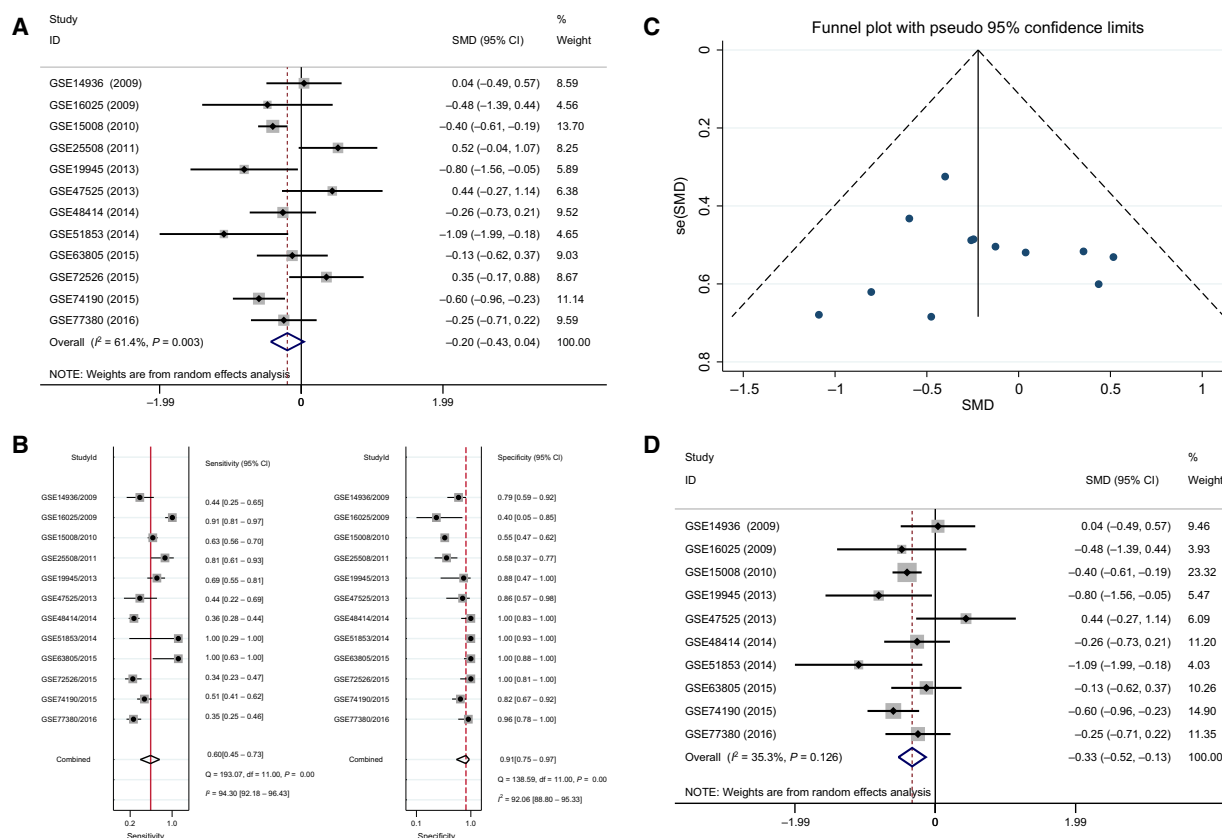 A
Study %
ID SMD (95% CI) Weight
GSE14936 (2009) 0.04 (−0.49, 0.57) 8.59
GSE16025 (2009) −0.48 (−1.39, 0.44) 4.56
GSE15008 (2010) −0.40 (−0.61, −0.19) 13.70
GSE25508 (2011) 0.52 (−0.04, 1.07) 8.25
GSE19945 (2013) −0.80 (−1.56, −0.05) 5.89
GSE47525 (2013) 0.44 (−0.27, 1.14) 6.38
GSE48414 (2014) −0.26 (−0.73, 0.21) 9.52
GSE51853 (2014) −1.09 (−1.99, −0.18) 4.65
GSE63805 (2015) −0.13 (−0.62, 0.37) 9.03
GSE72526 (2015) 0.35 (−0.17, 0.88) 8.67
GSE74190 (2015) −0.60 (−0.96, −0.23) 11.14
GSE77380 (2016) −0.25 (−0.71, 0.22) 9.59
Overall (I² = 61.4%, P = 0.003) −0.20 (−0.43, 0.04) 100.00
NOTE: Weights are from random effects analysis
−1.99 0 1.99
B
StudyId Sensitivity (95% CI)
GSE14936/2009 0.44 [0.25 − 0.65]
GSE16025/2009 0.91 [0.81 − 0.97]
GSE15008/2010 0.63 [0.56 − 0.70]
GSE25508/2011 0.81 [0.61 − 0.93]
GSE19945/2013 0.69 [0.55 − 0.81]
GSE47525/2013 0.44 [0.22 − 0.69]
GSE48414/2014 0.36 [0.28 − 0.44]
GSE51853/2014 1.00 [0.29 − 1.00]
GSE63805/2015 1.00 [0.63 − 1.00]
GSE72526/2015 0.34 [0.23 − 0.47]
GSE74190/2015 0.51 [0.41 − 0.62]
GSE77380/2016 0.35 [0.25 − 0.46]
Combined 0.60[0.45 − 0.73]
Q = 193.07, df = 11.00, P = 0.00
I² = 94.30 [92.18 − 96.43]
0.2 1.0
Sensitivity
StudyId Specificity (95% CI)
GSE14936/2009 0.79 [0.59 − 0.92]
GSE16025/2009 0.40 [0.05 − 0.85]
GSE15008/2010 0.55 [0.47 − 0.62]
GSE25508/2011 0.58 [0.37 − 0.77]
GSE19945/2013 0.88 [0.47 − 1.00]
GSE47525/2013 0.86 [0.57 − 0.98]
GSE48414/2014 1.00 [0.83 − 1.00]
GSE51853/2014 1.00 [0.93 − 1.00]
GSE63805/2015 1.00 [0.88 − 1.00]
GSE72526/2015 1.00 [0.81 − 1.00]
GSE74190/2015 0.82 [0.67 − 0.92]
GSE77380/2016 0.96 [0.78 − 1.00]
Combined 0.91[0.75 − 0.97]
Q = 138.59, df = 11.00, P = 0.00
I² = 92.06 [88.80 − 95.33]
0.1 1.0
Specificity
C
Funnel plot with pseudo 95% confidence limits
0
0.2
0.4
0.6
0.8
se(SMD)
−1.5 −1 −0.5 0 0.5 1
SMD
D
Study %
ID SMD (95% CI) Weight
GSE14936 (2009) 0.04 (−0.49, 0.57) 9.46
GSE16025 (2009) −0.48 (−1.39, 0.44) 3.93
GSE15008 (2010) −0.40 (−0.61, −0.19) 23.32
GSE19945 (2013) −0.80 (−1.56, −0.05) 5.47
GSE47525 (2013) 0.44 (−0.27, 1.14) 6.09
GSE48414 (2014) −0.26 (−0.73, 0.21) 11.20
GSE51853 (2014) −1.09 (−1.99, −0.18) 4.03
GSE63805 (2015) −0.13 (−0.62, 0.37) 10.26
GSE74190 (2015) −0.60 (−0.96, −0.23) 14.90
GSE77380 (2016) −0.25 (−0.71, 0.22) 11.35
Overall (I² = 35.3%, P = 0.126) −0.33 (−0.52, −0.13) 100.00
NOTE: Weights are from random effects analysis
−1.99 0 1.99